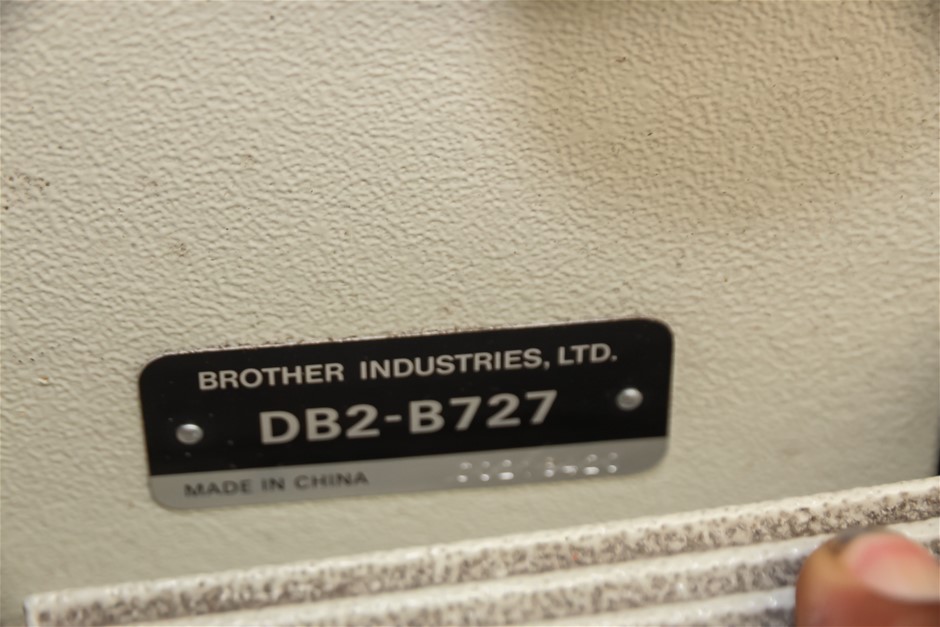 BROTHER INDUSTRIES, LTD.
DB2-B727
MADE IN CHINA